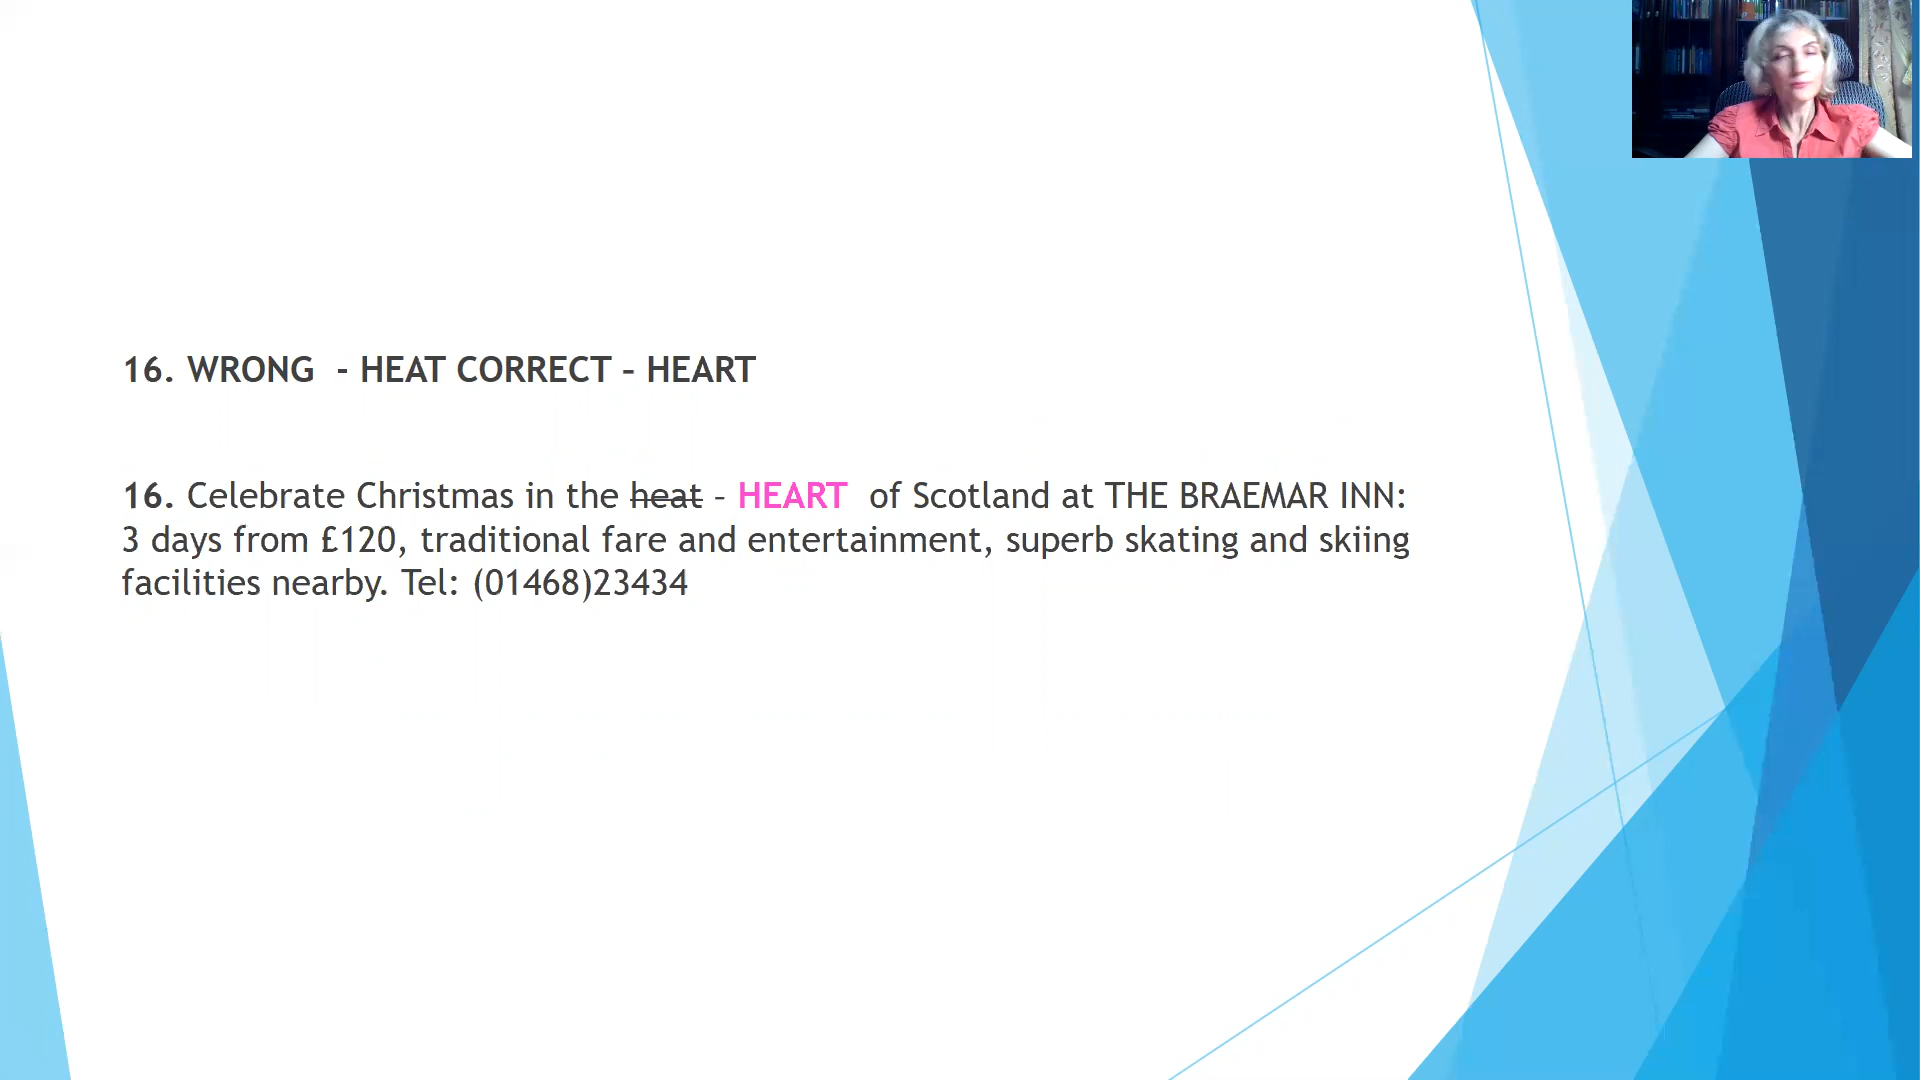 16. WRONG  - HEAT CORRECT – HEART
16. Celebrate Christmas in the heat – HEART  of Scotland at THE BRAEMAR INN:
3 days from £120, traditional fare and entertainment, superb skating and skiing
facilities nearby. Tel: (01468)23434